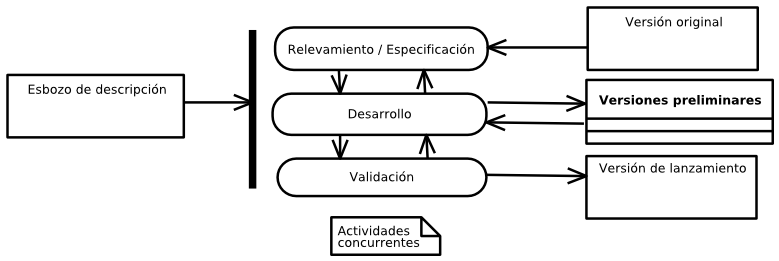 Versión original
Relevamiento / Especificación
Esbozo de descripción
Versiones preliminares
Desarrollo
Versión de lanzamiento
Validación
Actividades
concurrentes